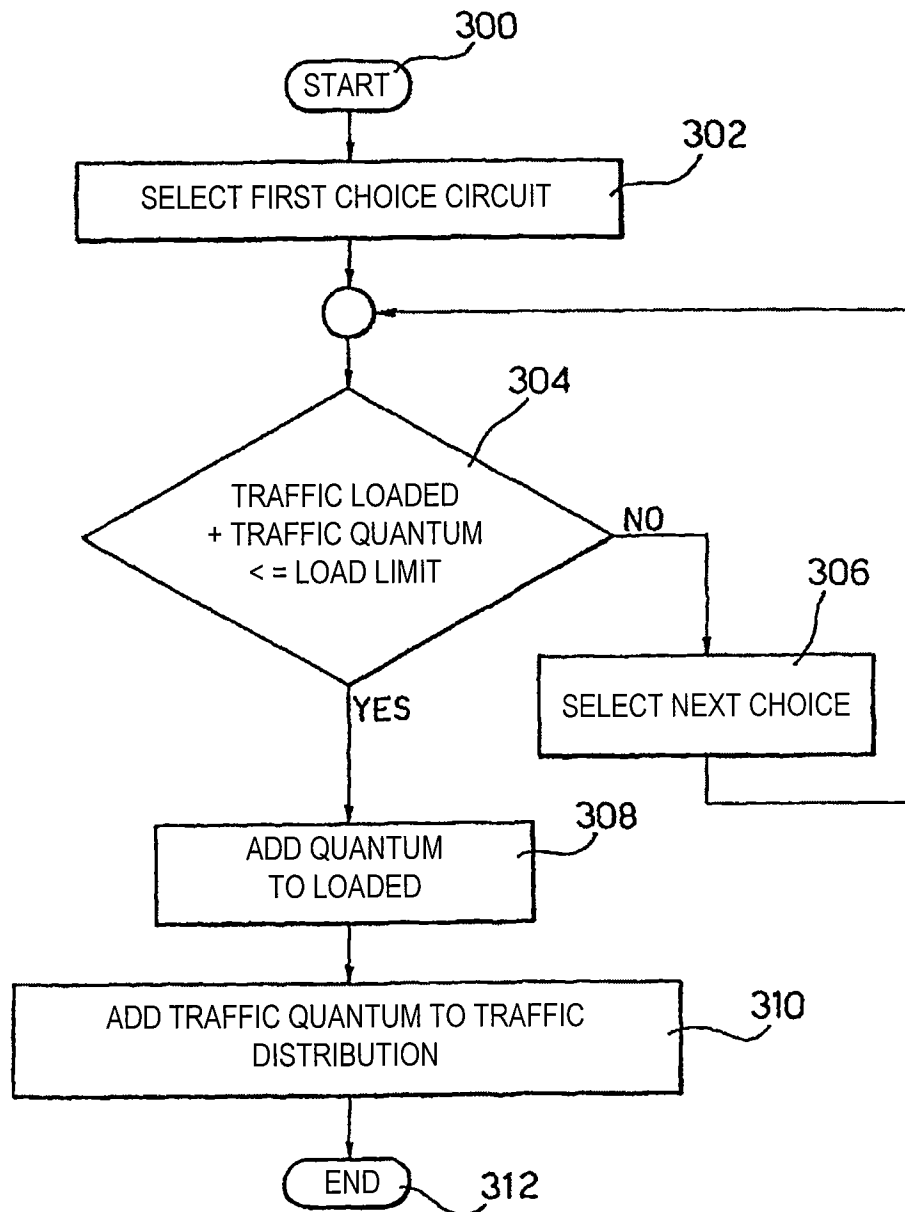 300
START
302
SELECT FIRST CHOICE CIRCUIT
304
TRAFFIC LOADED
+ TRAFFIC QUANTUM
< = LOAD LIMIT
NO
306
SELECT NEXT CHOICE
YES
308
ADD QUANTUM
TO LOADED
310
ADD TRAFFIC QUANTUM TO TRAFFIC
DISTRIBUTION
END
312